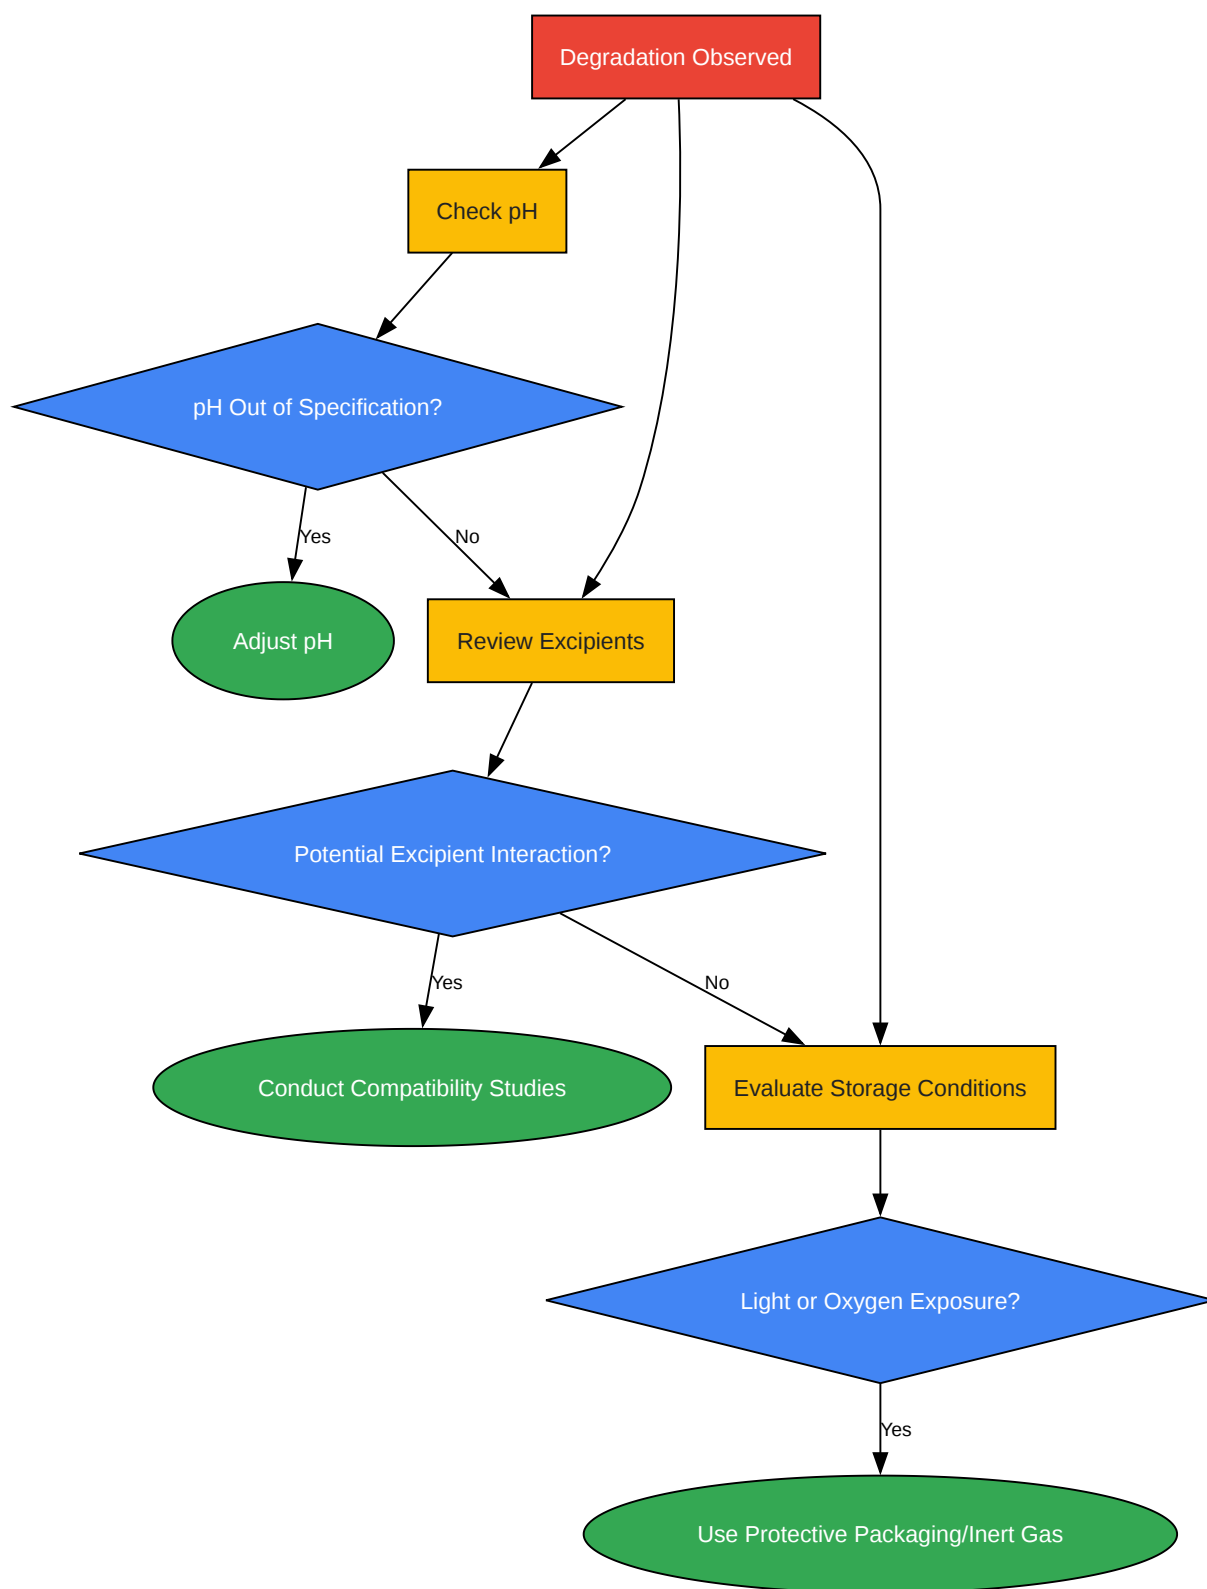 Degradation Observed
Check pH
pH Out of Specification?
Yes
No
Adjust pH
Review Excipients
Potential Excipient Interaction?
Yes
No
Conduct Compatibility Studies
Evaluate Storage Conditions
Light or Oxygen Exposure?
Yes
Use Protective Packaging/Inert Gas